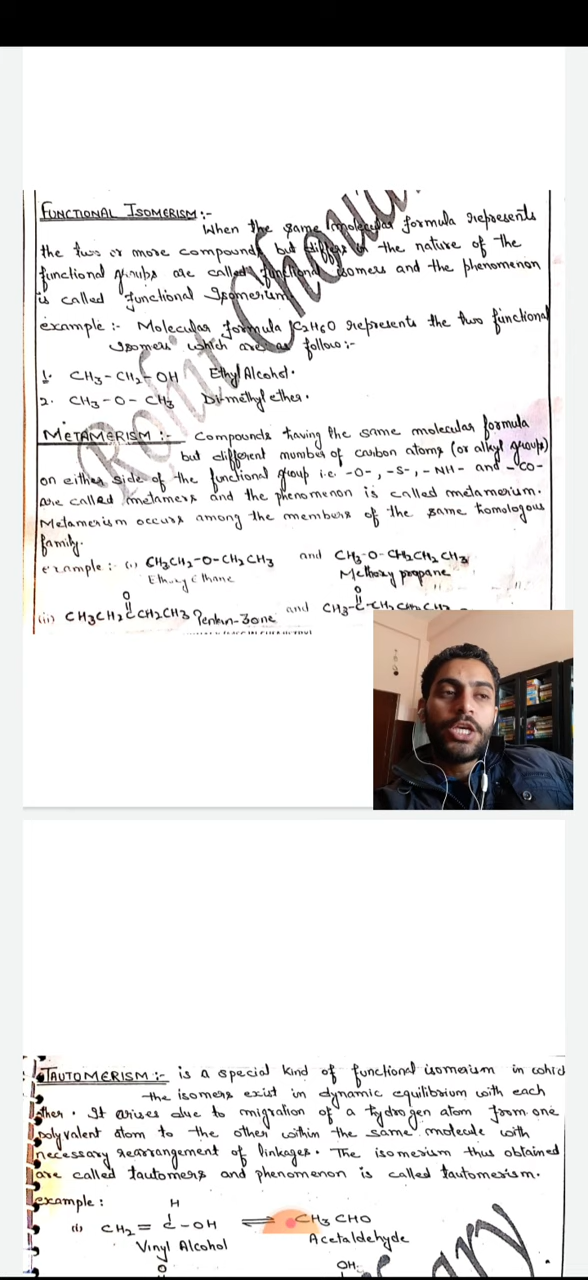 FUNCTIONAL ISOMERISM :-
When the same molecular formula represents
the two or more compounds but differs in the nature of the
functional groups are called functional isomers and the phenomenon
is called functional Isomerism.
example :- Molecular formula C2H6O represents the two functional
Isomers which are as follow :-
1. CH3-CH2-OH Ethyl Alcohol.
2. CH3-O-CH3 Di-methyl ether.
METAMERISM :- Compounds having the same molecular formula
but different number of carbon atoms (or alkyl groups)
on either side of the functional group i.e -O-, -S-, -NH- and -CO-
are called metamers and the phenomenon is called metamerism.
Metamerism occurs among the members of the same homologous
family.
example :- (i) CH3CH2-O-CH2CH3 and CH3-O-CH2CH2CH3
Ethoxy Ethane Methoxy propane
O O
(ii) CH3CH2CCH2CH3 Pentan-3one and CH3-C-CH2CH2CH3
Rohit
TAUTOMERISM :- is a special kind of functional isomerism in which
the isomers exist in dynamic equilibrium with each
other. It arises due to migration of a hydrogen atom from one
polyvalent atom to the other within the same molecule with
necessary rearrangement of linkages. The isomerism thus obtained
are called tautomers and phenomenon is called tautomerism.
example :
H
(i) CH2 = C-OH ⇌ CH3CHO
Vinyl Alcohol Acetaldehyde
O OH